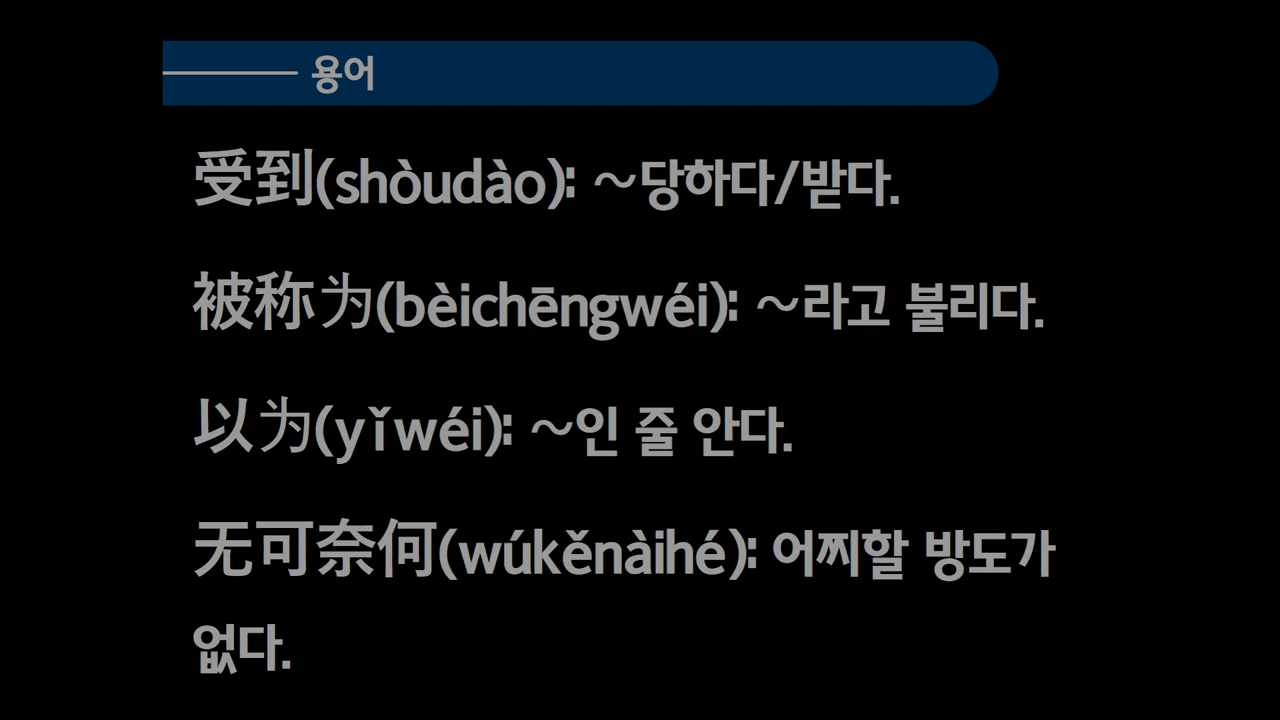 용어
受到(shòudào): ～당하다/받다.
被称为(bèichēngwéi): ～라고 불리다.
以为(yǐwéi): ～인 줄 안다.
无可奈何(wúkěnàihé): 어찌할 방도가
없다.